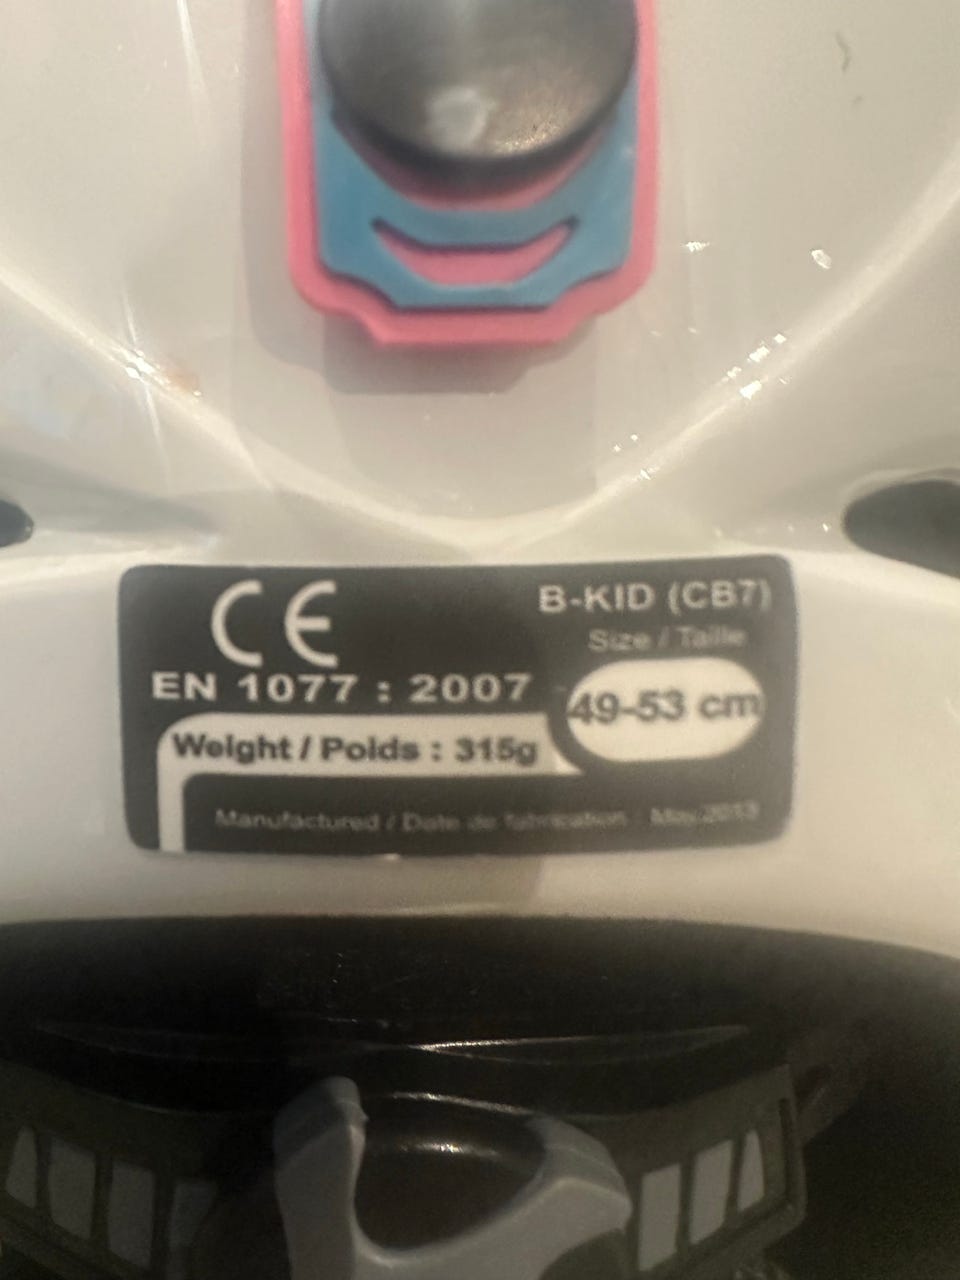 CE
EN 1077 : 2007
B-KID (CB7)
Size / Taille
49-53 cm
Weight / Poids : 315g
Manufactured / Date de fabrication May 2013